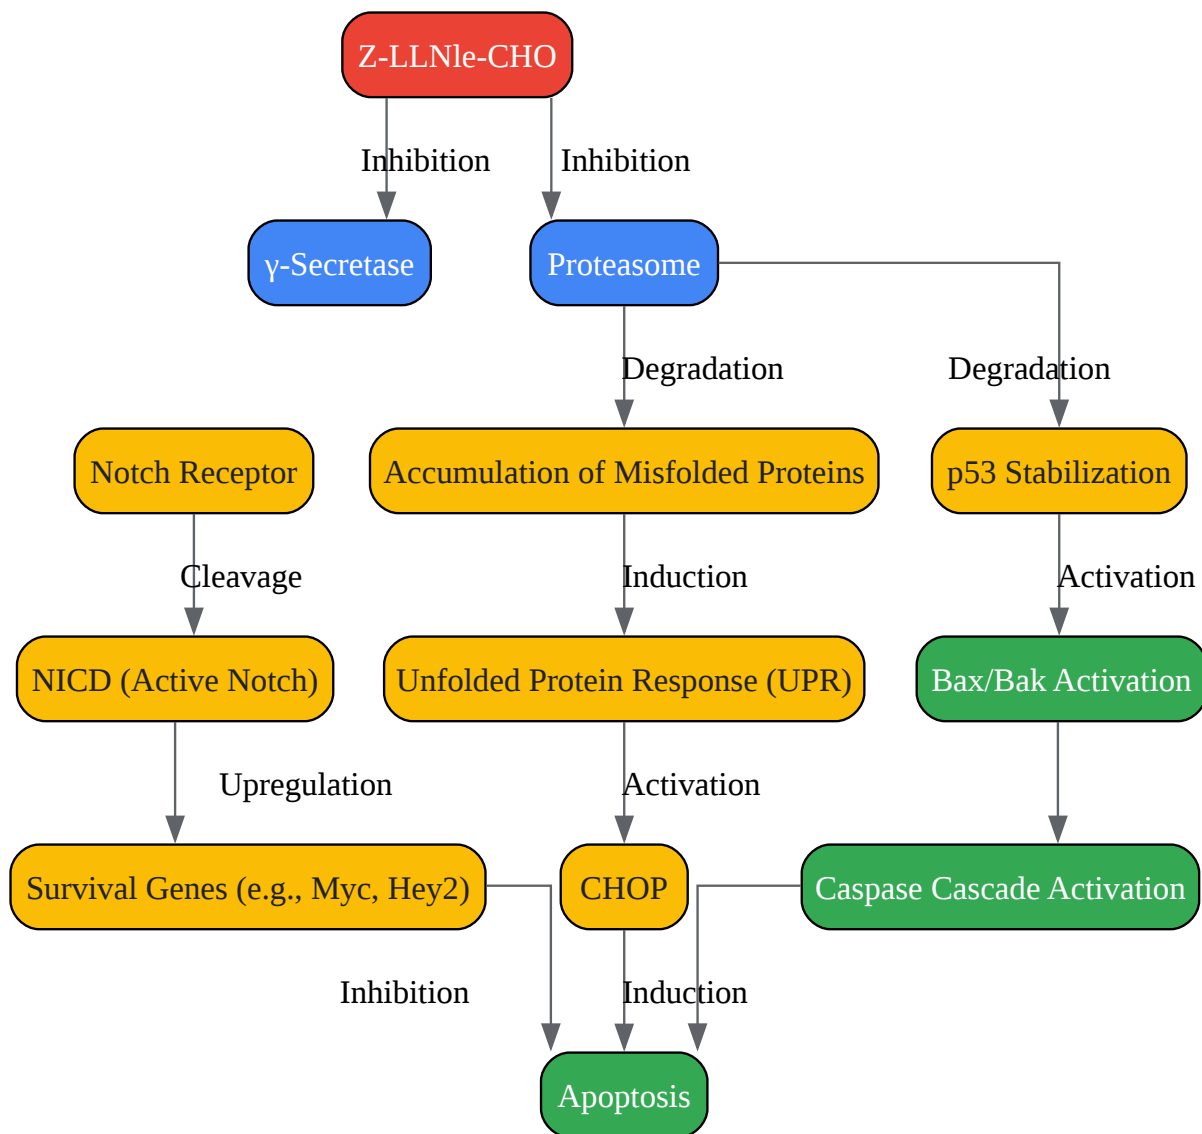 Z-LLNle-CHO
Inhibition
Inhibition
γ-Secretase
Proteasome
Degradation
Degradation
Notch Receptor
Accumulation of Misfolded Proteins
p53 Stabilization
Cleavage
Induction
Activation
NICD (Active Notch)
Unfolded Protein Response (UPR)
Bax/Bak Activation
Upregulation
Activation
Survival Genes (e.g., Myc, Hey2)
CHOP
Caspase Cascade Activation
Inhibition
Induction
Apoptosis